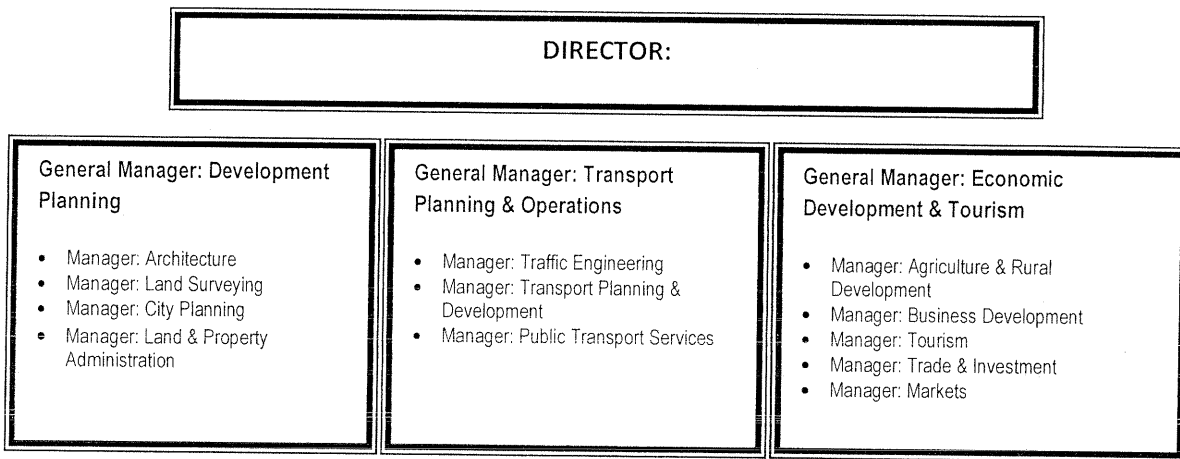 DIRECTOR:
General Manager: Development
Planning
• Manager: Architecture
• Manager: Land Surveying
• Manager: City Planning
• Manager: Land & Property
Administration
General Manager: Transport
Planning & Operations
• Manager: Traffic Engineering
• Manager: Transport Planning &
Development
• Manager: Public Transport Services
General Manager: Economic
Development & Tourism
• Manager: Agriculture & Rural
Development
• Manager: Business Development
• Manager: Tourism
• Manager: Trade & Investment
• Manager: Markets